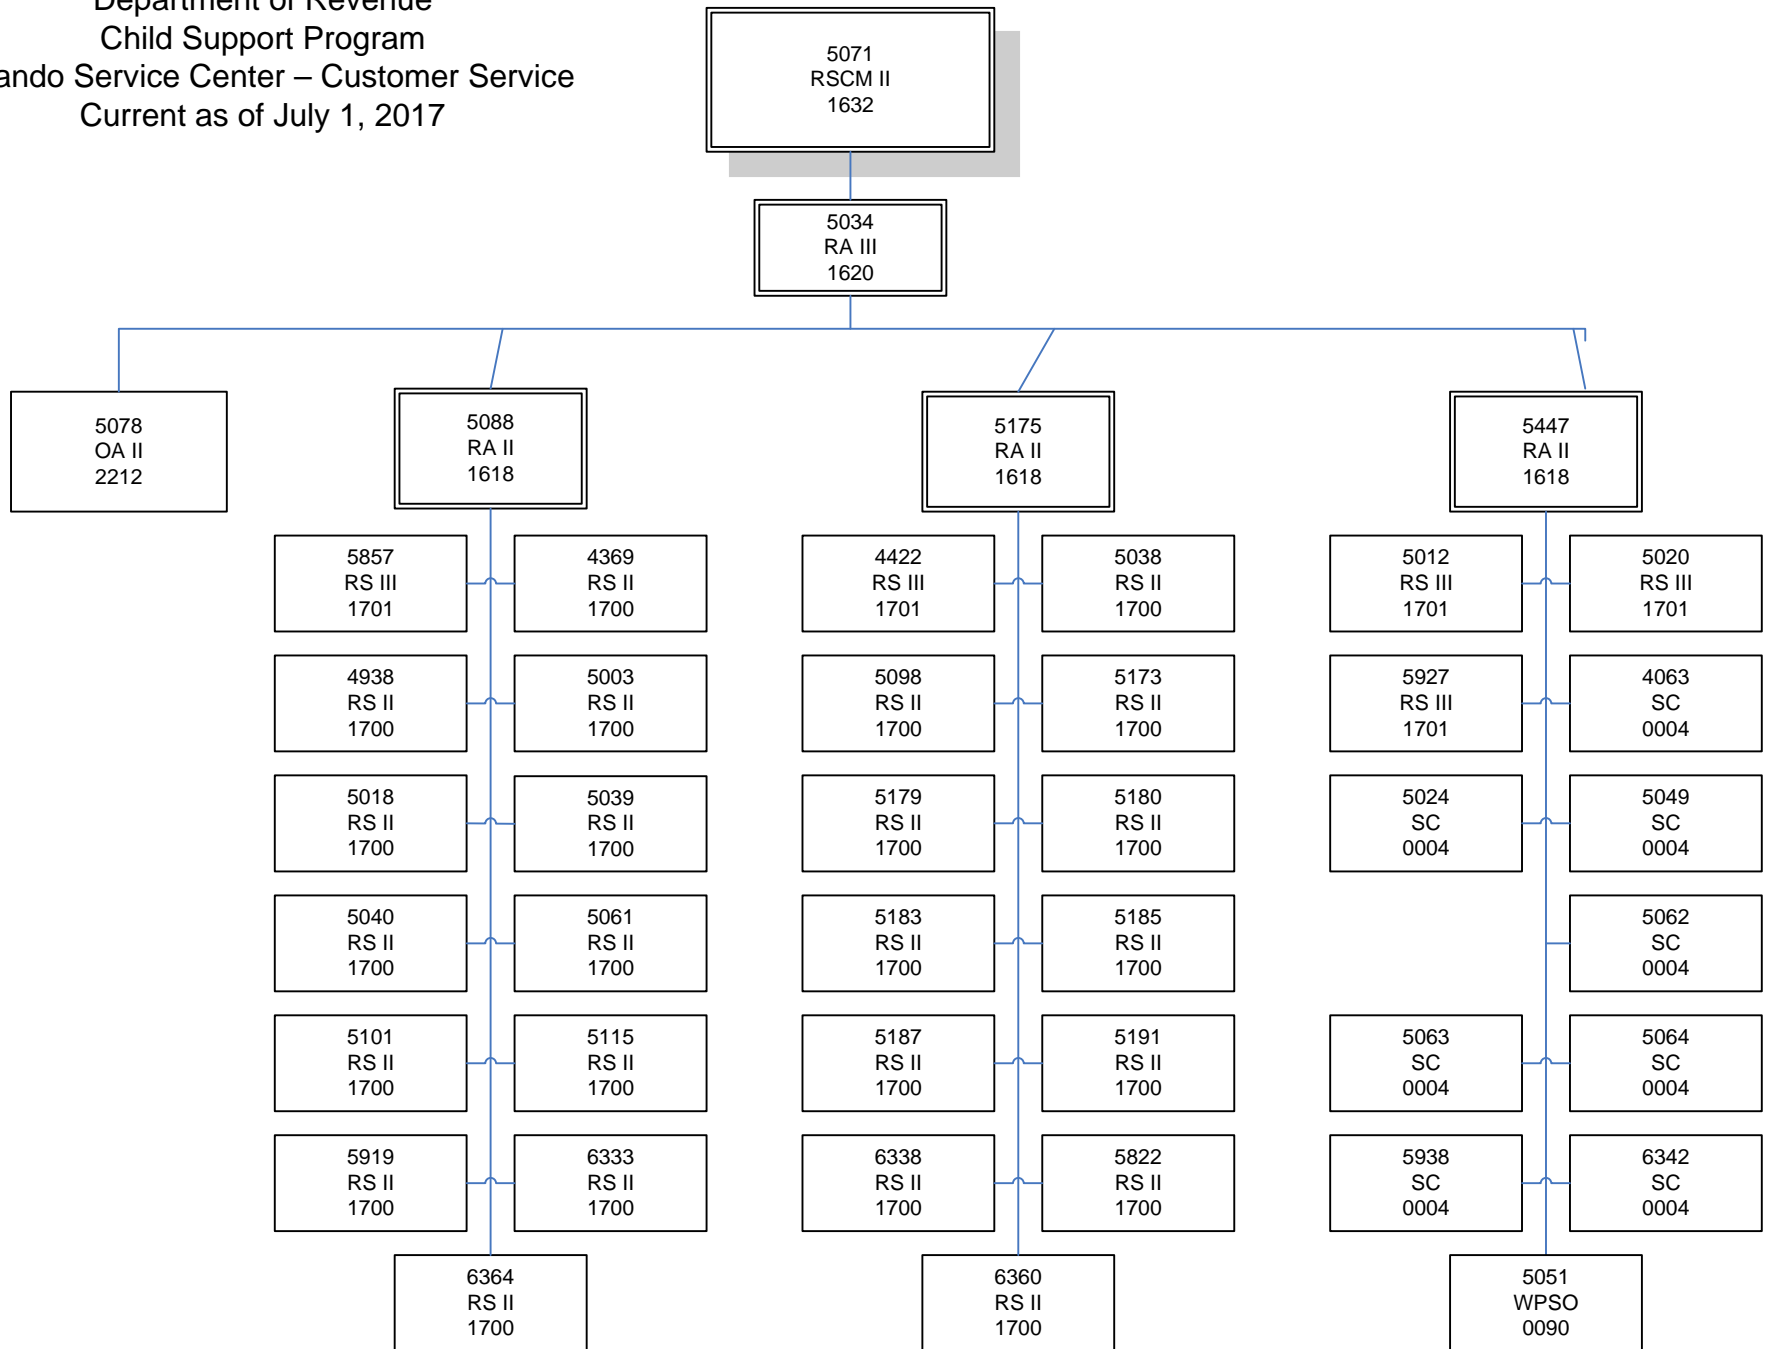 Department of Revenue
Child Support Program
ando Service Center – Customer Service
Current as of July 1, 2017
5071
RSCM II
1632
5034
RA III
1620
5078
OA II
2212
5088
RA II
1618
5175
RA II
1618
5447
RA II
1618
5857
RS III
1701
4369
RS II
1700
4422
RS III
1701
5038
RS II
1700
5012
RS III
1701
5020
RS III
1701
4938
RS II
1700
5003
RS II
1700
5098
RS II
1700
5173
RS II
1700
5927
RS III
1701
4063
SC
0004
5018
RS II
1700
5039
RS II
1700
5179
RS II
1700
5180
RS II
1700
5024
SC
0004
5049
SC
0004
5040
RS II
1700
5061
RS II
1700
5183
RS II
1700
5185
RS II
1700
5062
SC
0004
5101
RS II
1700
5115
RS II
1700
5187
RS II
1700
5191
RS II
1700
5063
SC
0004
5064
SC
0004
5919
RS II
1700
6333
RS II
1700
6338
RS II
1700
5822
RS II
1700
5938
SC
0004
6342
SC
0004
6364
RS II
1700
6360
RS II
1700
5051
WPSO
0090